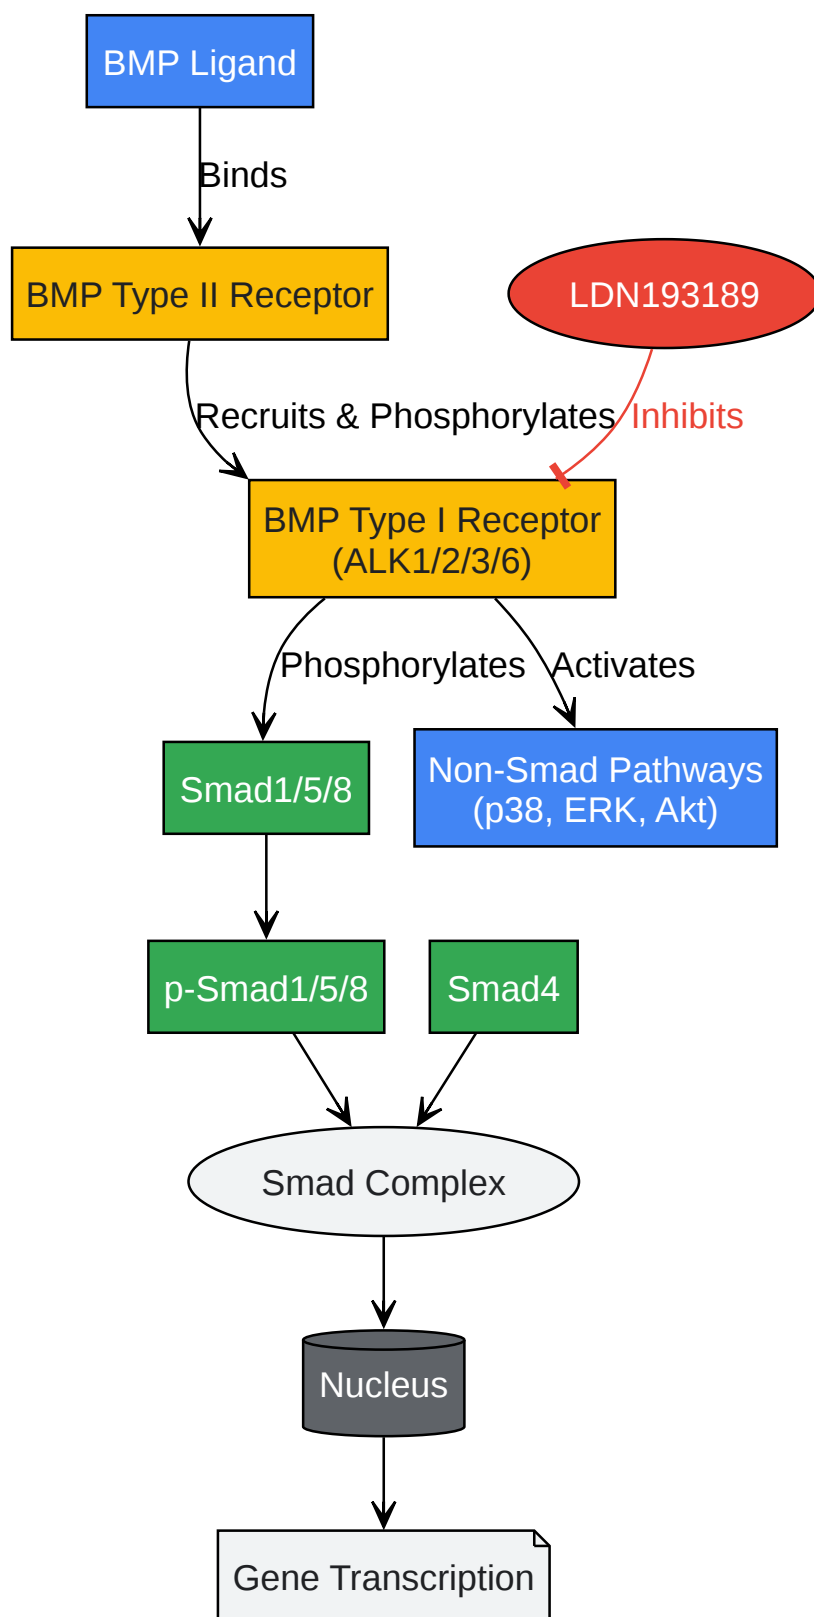 BMP Ligand
Binds
BMP Type II Receptor
LDN193189
Recruits & Phosphorylates
Inhibits
BMP Type I Receptor
(ALK1/2/3/6)
Phosphorylates
Activates
Smad1/5/8
Non-Smad Pathways
(p38, ERK, Akt)
p-Smad1/5/8
Smad4
Smad Complex
Nucleus
Gene Transcription